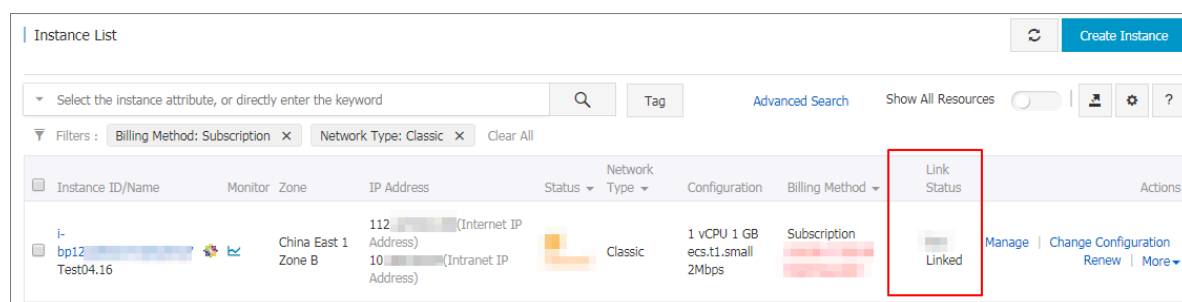 Instance List
Create Instance
Select the instance attribute, or directly enter the keyword
Tag
Advanced Search
Show All Resources
?
Filters :
Billing Method: Subscription ×
Network Type: Classic ×
Clear All
Instance ID/Name
Monitor
Zone
IP Address
Status
Network
Type
Configuration
Billing Method
Link
Status
Actions
i-
bp12
Test04.16
China East 1
Zone B
112 (Internet IP
Address)
10 (Intranet IP
Address)
Classic
1 vCPU 1 GB
ecs.t1.small
2Mbps
Subscription
Linked
Manage | Change Configuration
Renew | More